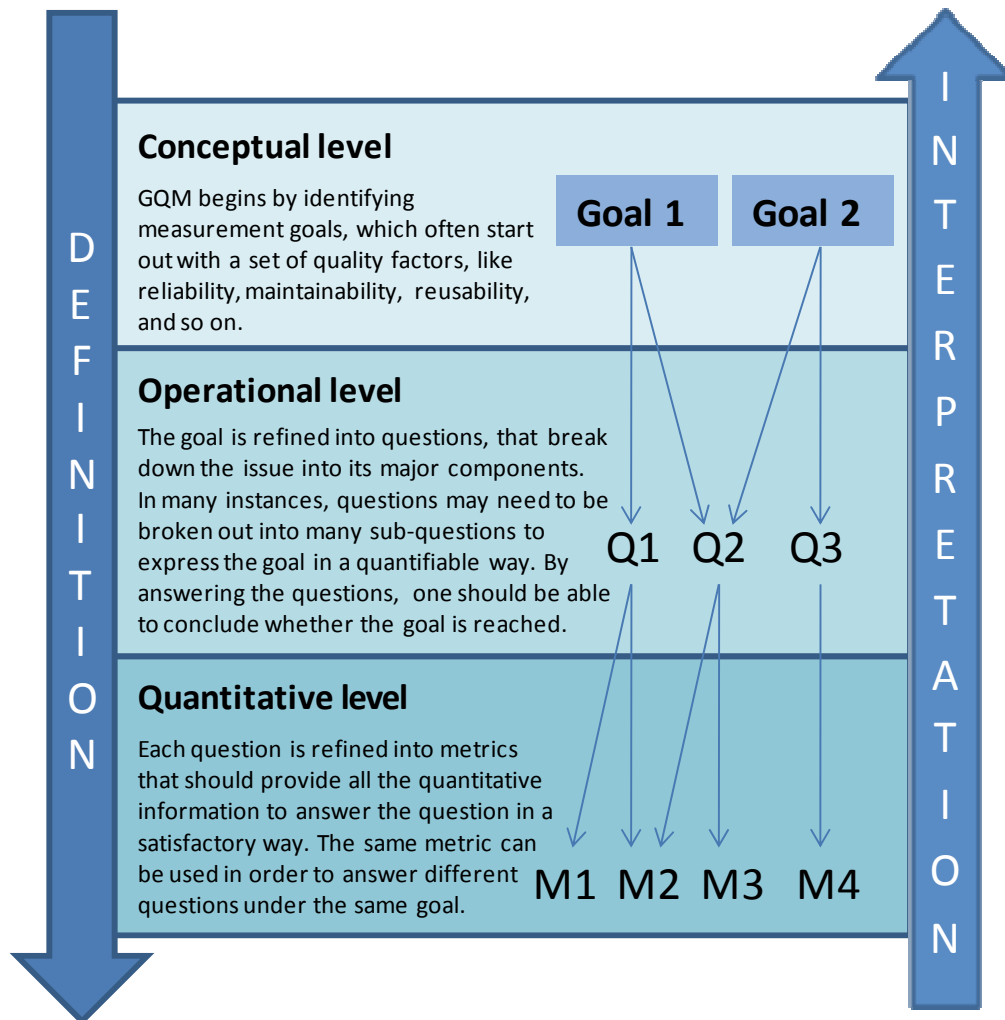 DEFINITION
INTERPRETATION
Conceptual level
GQM begins by identifying
measurement goals, which often start
out with a set of quality factors, like
reliability, maintainability, reusability,
and so on.
Goal 1
Goal 2
Operational level
The goal is refined into questions, that break
down the issue into its major components.
In many instances, questions may need to be
broken out into many sub-questions to
express the goal in a quantifiable way. By
answering the questions, one should be able
to conclude whether the goal is reached.
Q1 Q2 Q3
Quantitative level
Each question is refined into metrics
that should provide all the quantitative
information to answer the question in a
satisfactory way. The same metric can
be used in order to answer different
questions under the same goal.
M1 M2 M3 M4